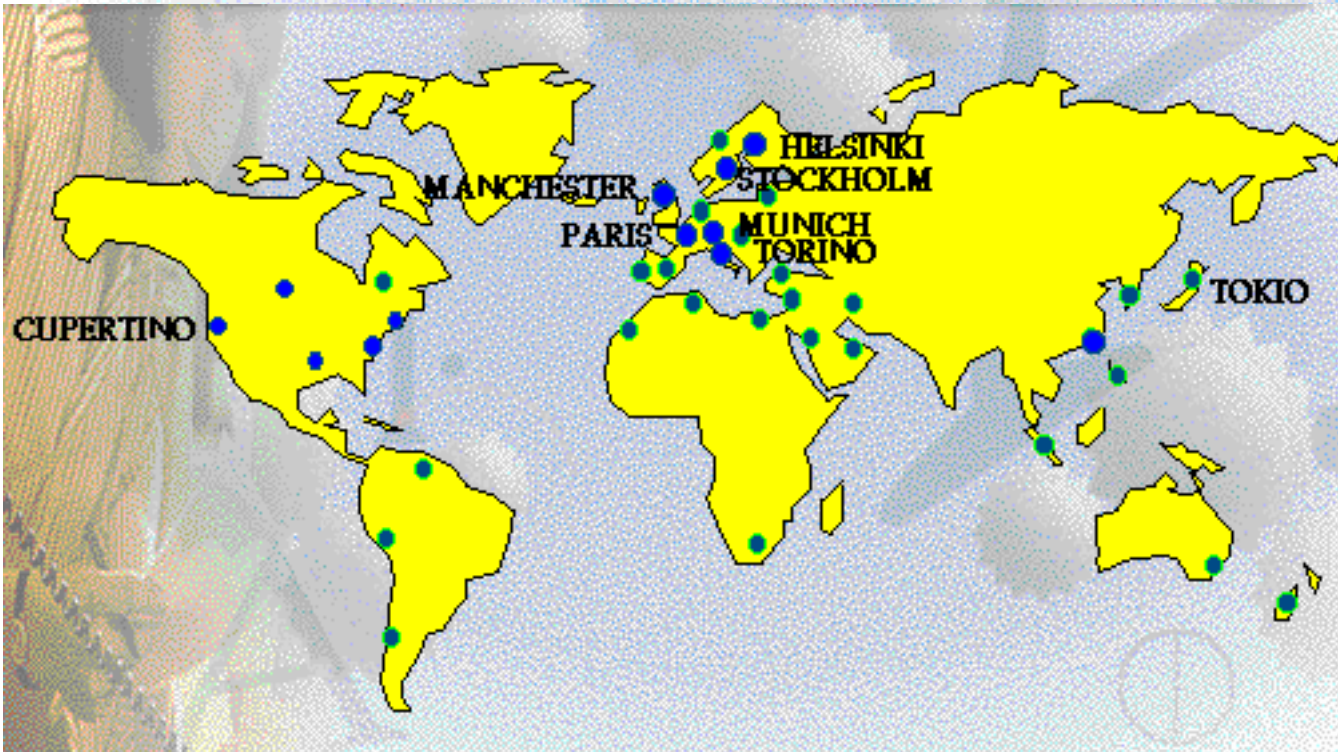 HELSINKI
STOCKHOLM
MANCHESTER
PARIS
MUNICH
TORINO
TOKIO
CUPERTINO